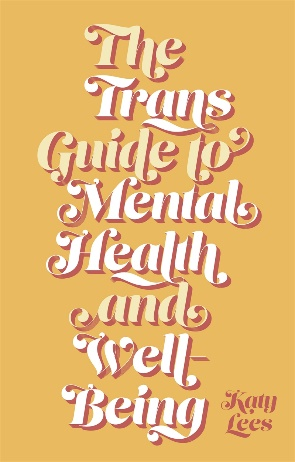 The
Trans
Guide to
Mental
Health
and
Well-
Being
Katy
Lees